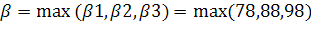 β = max (β1,β2,β3) = max(78,88,98)